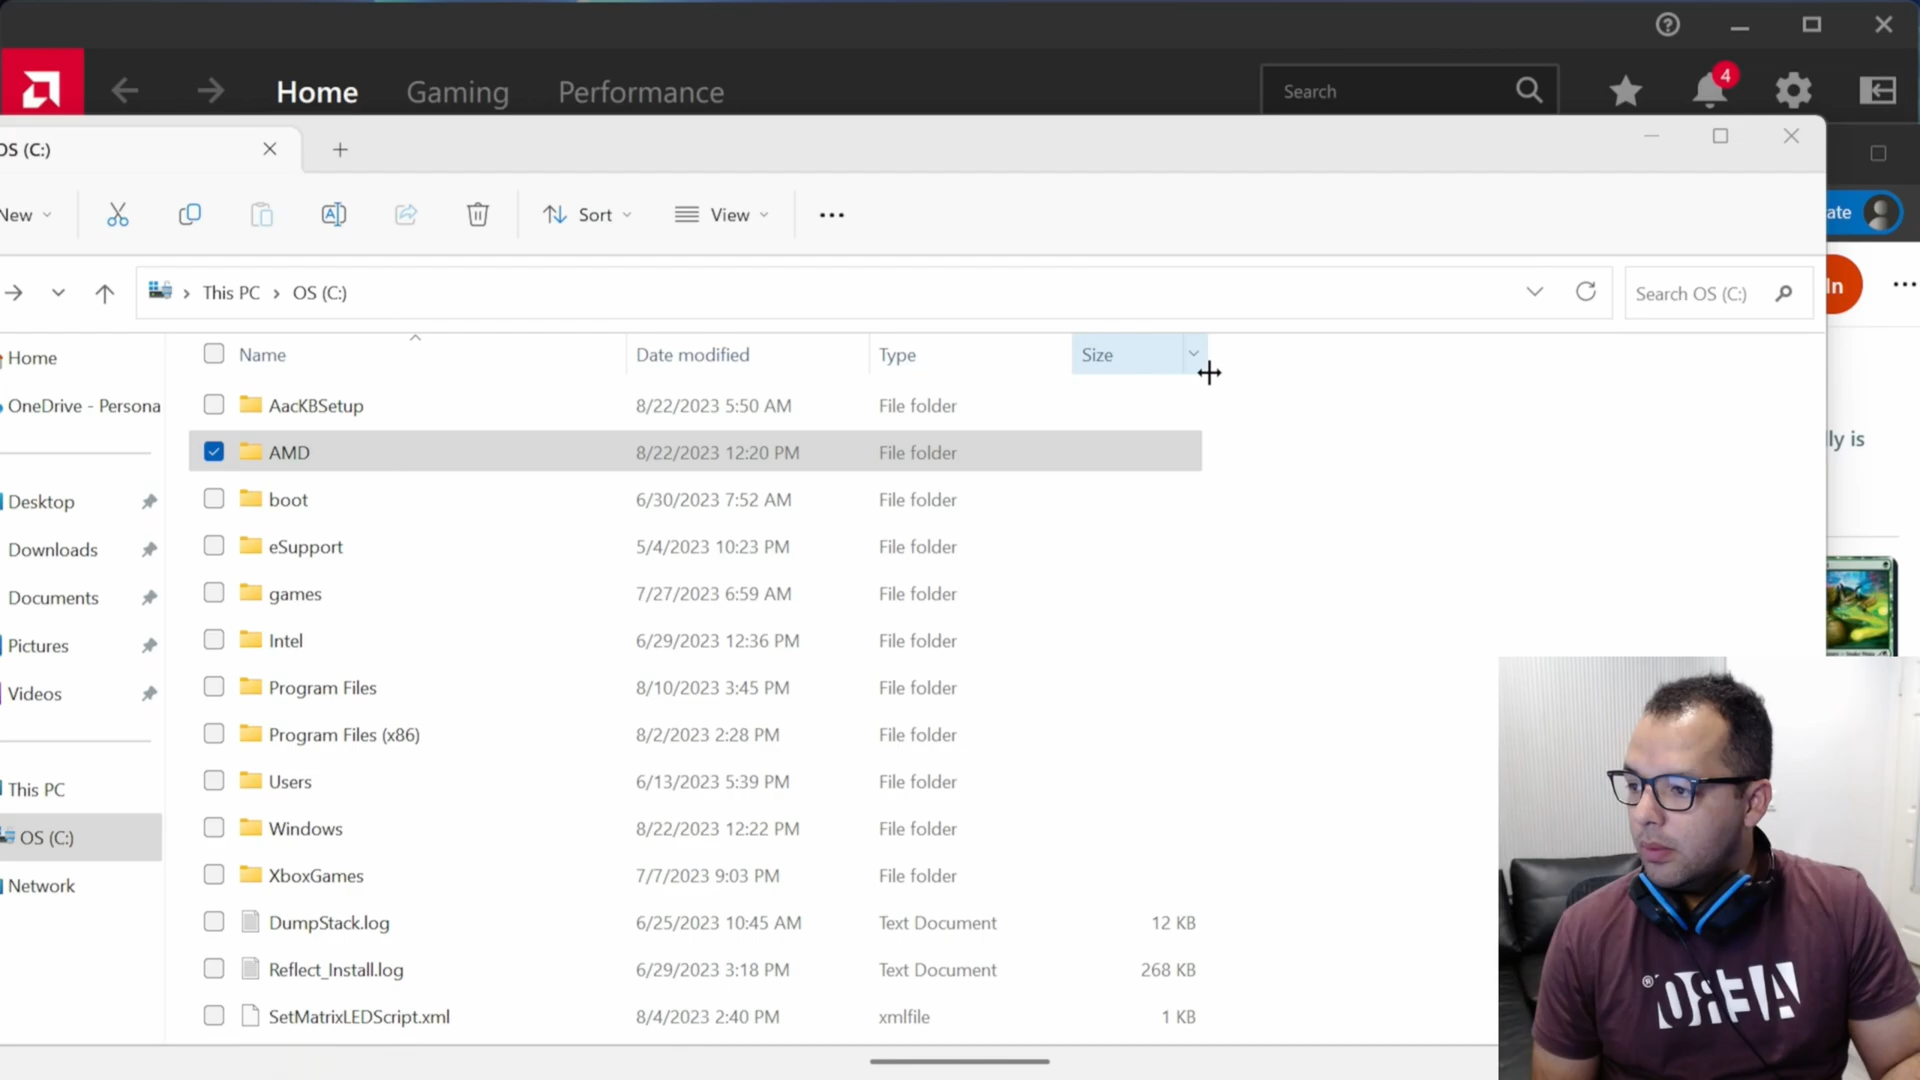 Home Gaming Performance Search 4
OS (C:)
New Sort View
This PC > OS (C:) Search OS (C:)
Name Date modified Type Size
Home
OneDrive - Persona
Desktop
Downloads
Documents
Pictures
Videos
This PC
OS (C:)
Network
AacKBSetup 8/22/2023 5:50 AM File folder
AMD 8/22/2023 12:20 PM File folder
boot 6/30/2023 7:52 AM File folder
eSupport 5/4/2023 10:23 PM File folder
games 7/27/2023 6:59 AM File folder
Intel 6/29/2023 12:36 PM File folder
Program Files 8/10/2023 3:45 PM File folder
Program Files (x86) 8/2/2023 2:28 PM File folder
Users 6/13/2023 5:39 PM File folder
Windows 8/22/2023 12:22 PM File folder
XboxGames 7/7/2023 9:03 PM File folder
DumpStack.log 6/25/2023 10:45 AM Text Document 12 KB
Reflect_Install.log 6/29/2023 3:18 PM Text Document 268 KB
SetMatrixLEDScript.xml 8/4/2023 2:40 PM xmlfile 1 KB
ate
In
lly is